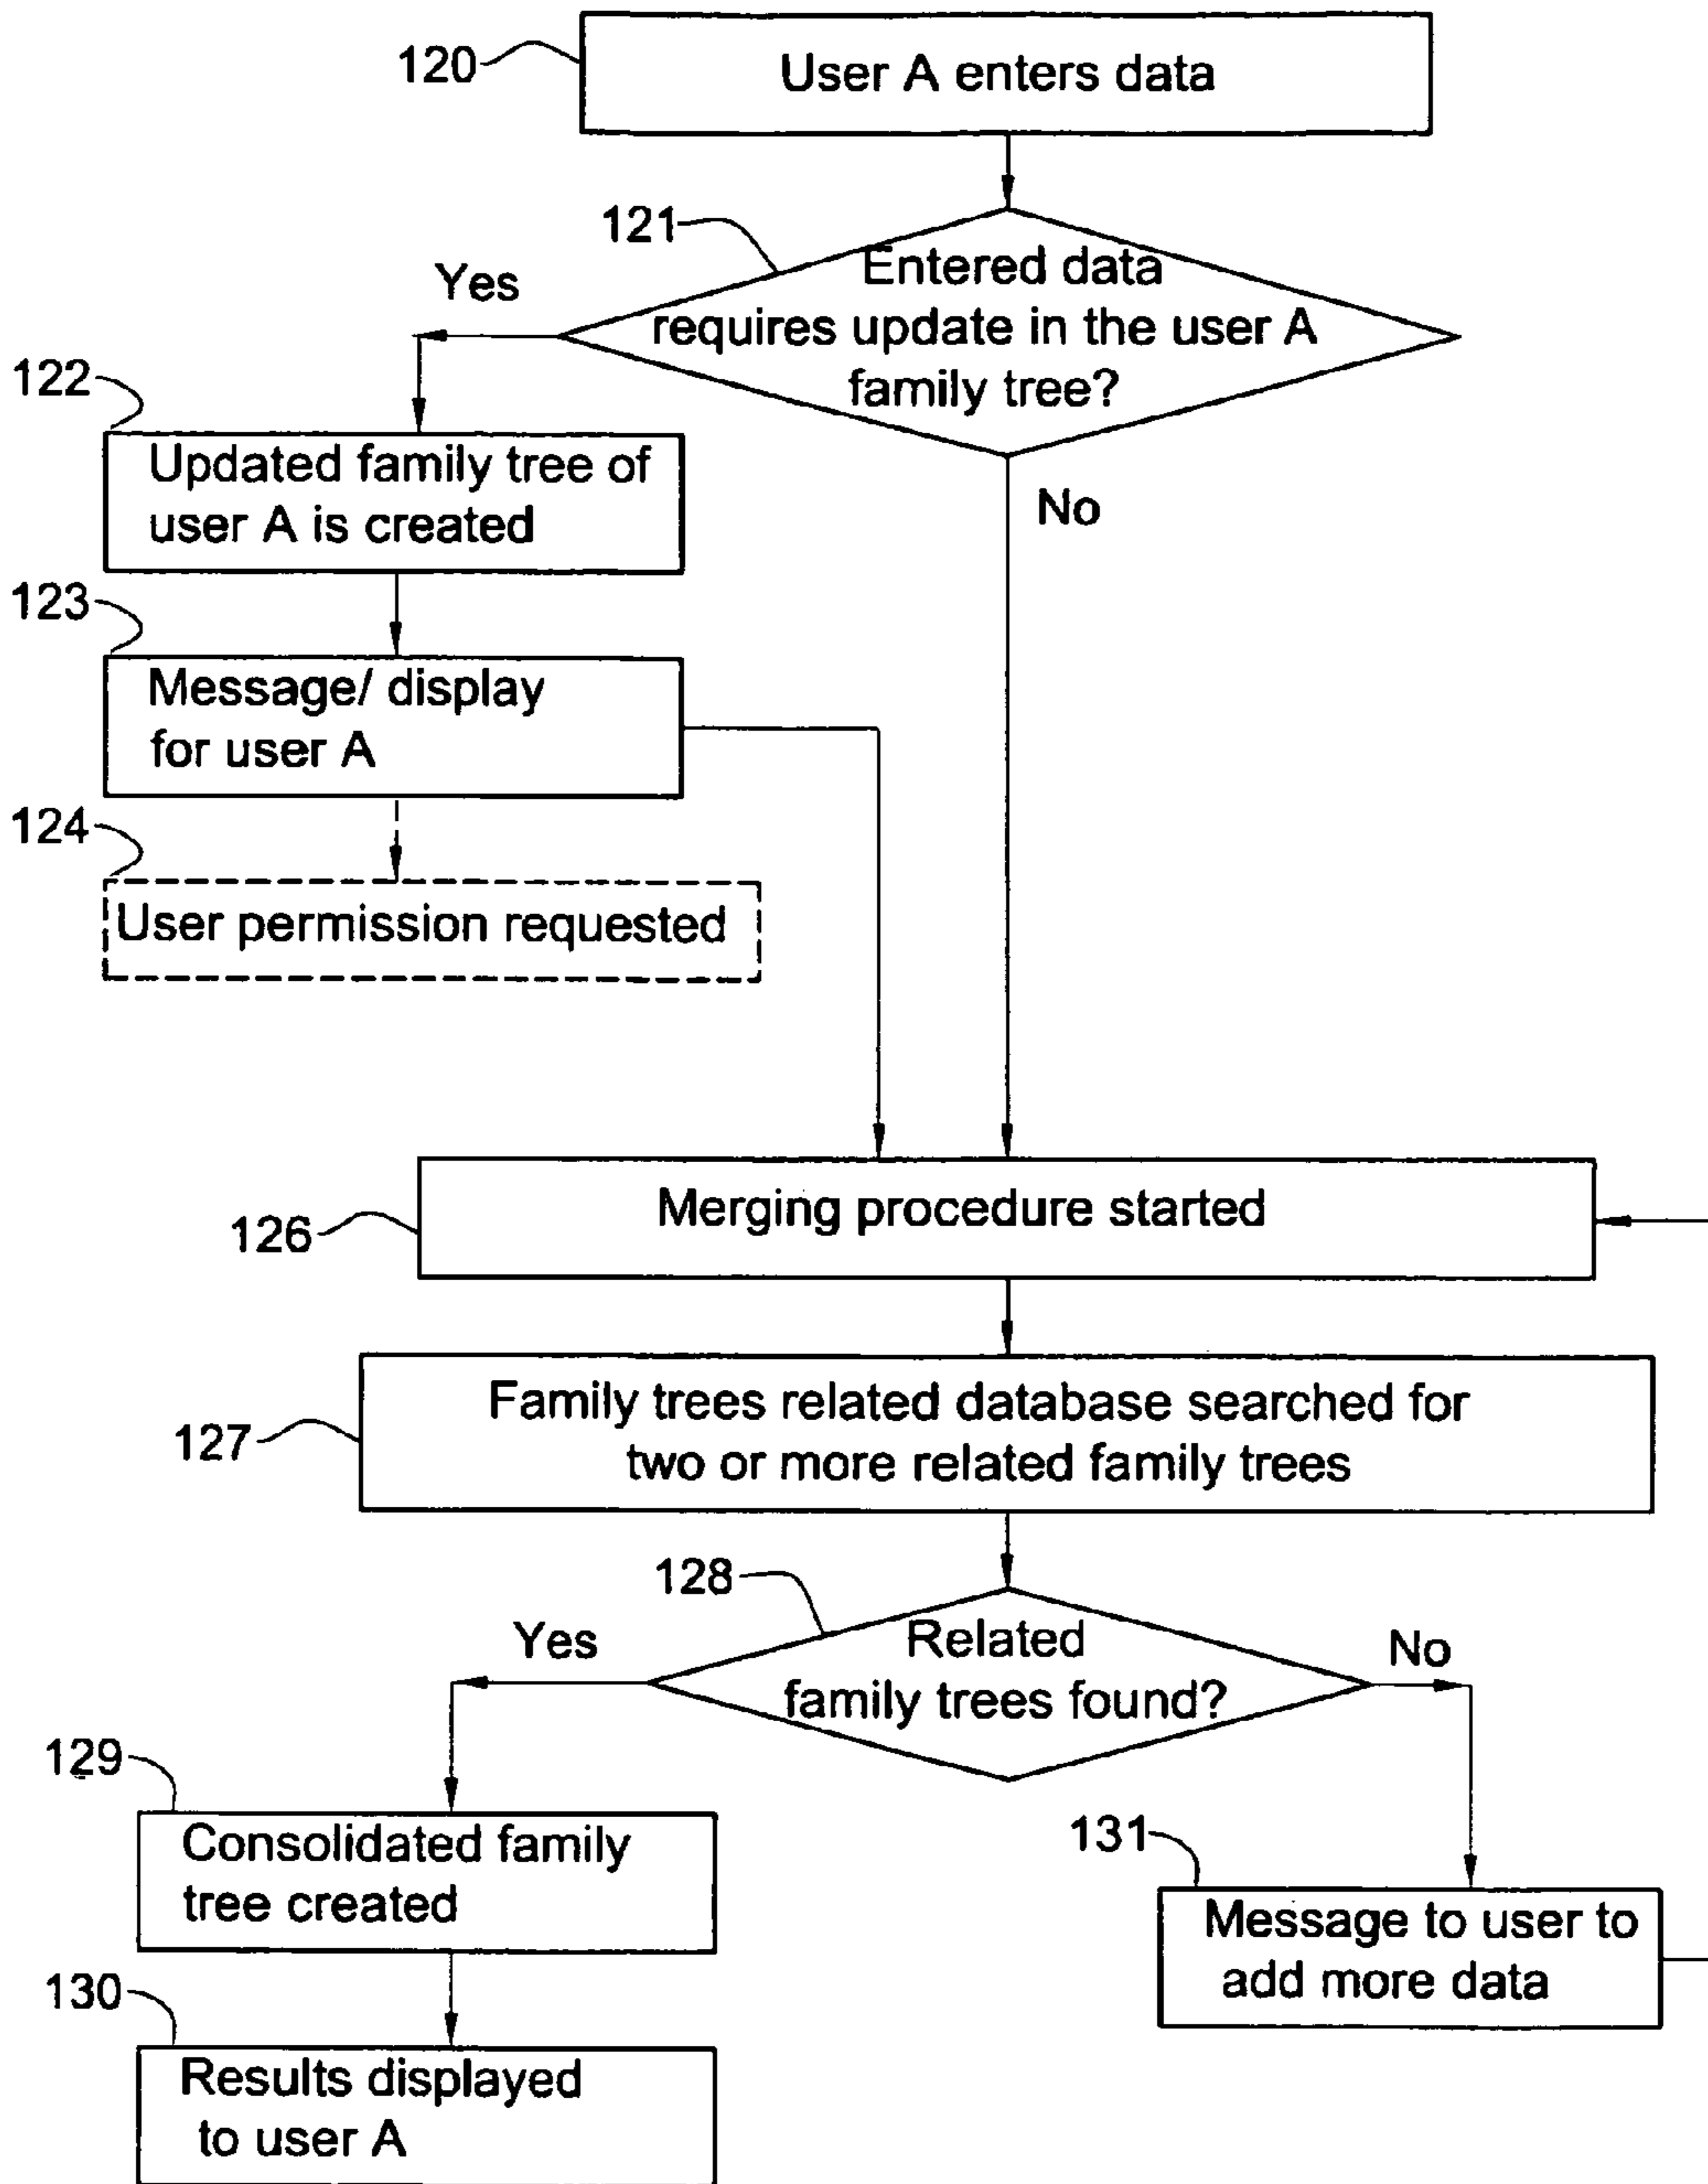 120
User A enters data
121
Entered data
requires update in the user A
family tree?
Yes
No
122
Updated family tree of
user A is created
123
Message/ display
for user A
124
User permission requested
126
Merging procedure started
127
Family trees related database searched for
two or more related family trees
128
Related
family trees found?
Yes
No
129
Consolidated family
tree created
131
Message to user to
add more data
130
Results displayed
to user A